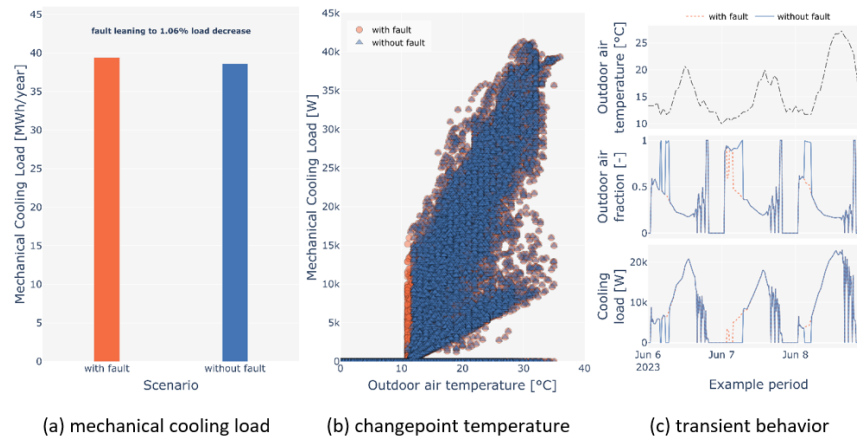 fault leaning to 1.06% load decrease
Mechanical Cooling Load [MWh/year]
45
40
35
30
25
20
15
10
5
0
with fault
without fault
Scenario
(a) mechanical cooling load
with fault
without fault
Mechanical Cooling Load [W]
45k
40k
35k
30k
25k
20k
15k
10k
5k
0
0
10
20
30
40
Outdoor air temperature [°C]
(b) changepoint temperature
with fault
without fault
Outdoor air
temperature [°C]
25
20
15
10
Outdoor air
fraction [-]
1
0.5
0
Cooling
load [W]
20k
10k
0
Jun 6
2023
Jun 7
Jun 8
Example period
(c) transient behavior